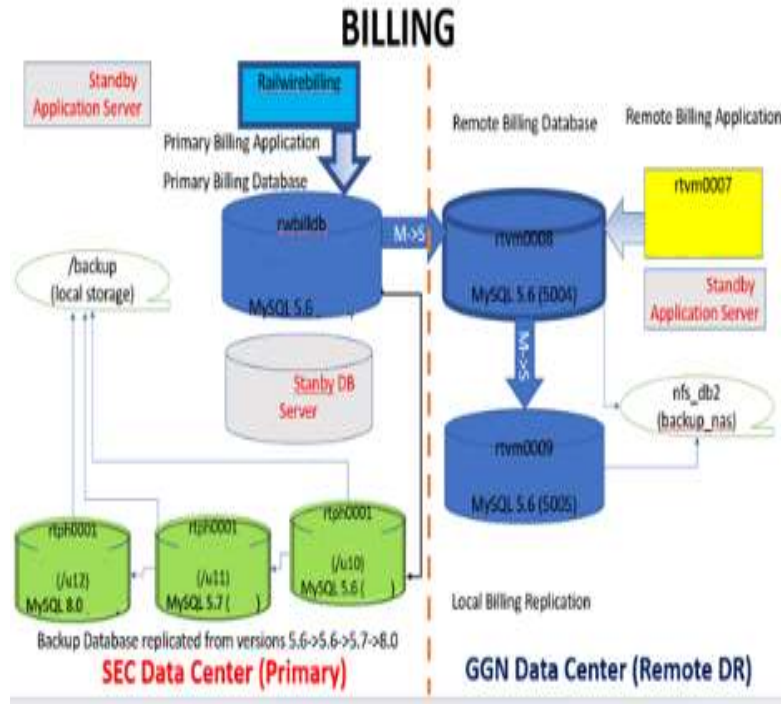 BILLING
Standby
Application Server
Railwirebilling
Primary Billing Application
Primary Billing Database
rwbilldb
MySQL 5.6
M->S
Remote Billing Database
Remote Billing Application
rtvm0007
rtvm0008
MySQL 5.6 (5004)
Standby
Application Server
/backup
(local storage)
Stanby DB
Server
M->S
nfs_db2
(backup_nas)
rtvm0009
MySQL 5.6 (5005)
rtph0001
(/u12)
MySQL 8.0
rtph0001
(/u11)
MySQL 5.7 ( )
rtph0001
(/u10)
MySQL 5.6 ( )
Local Billing Replication
Backup Database replicated from versions 5.6->5.6->5.7->8.0
SEC Data Center (Primary)
GGN Data Center (Remote DR)